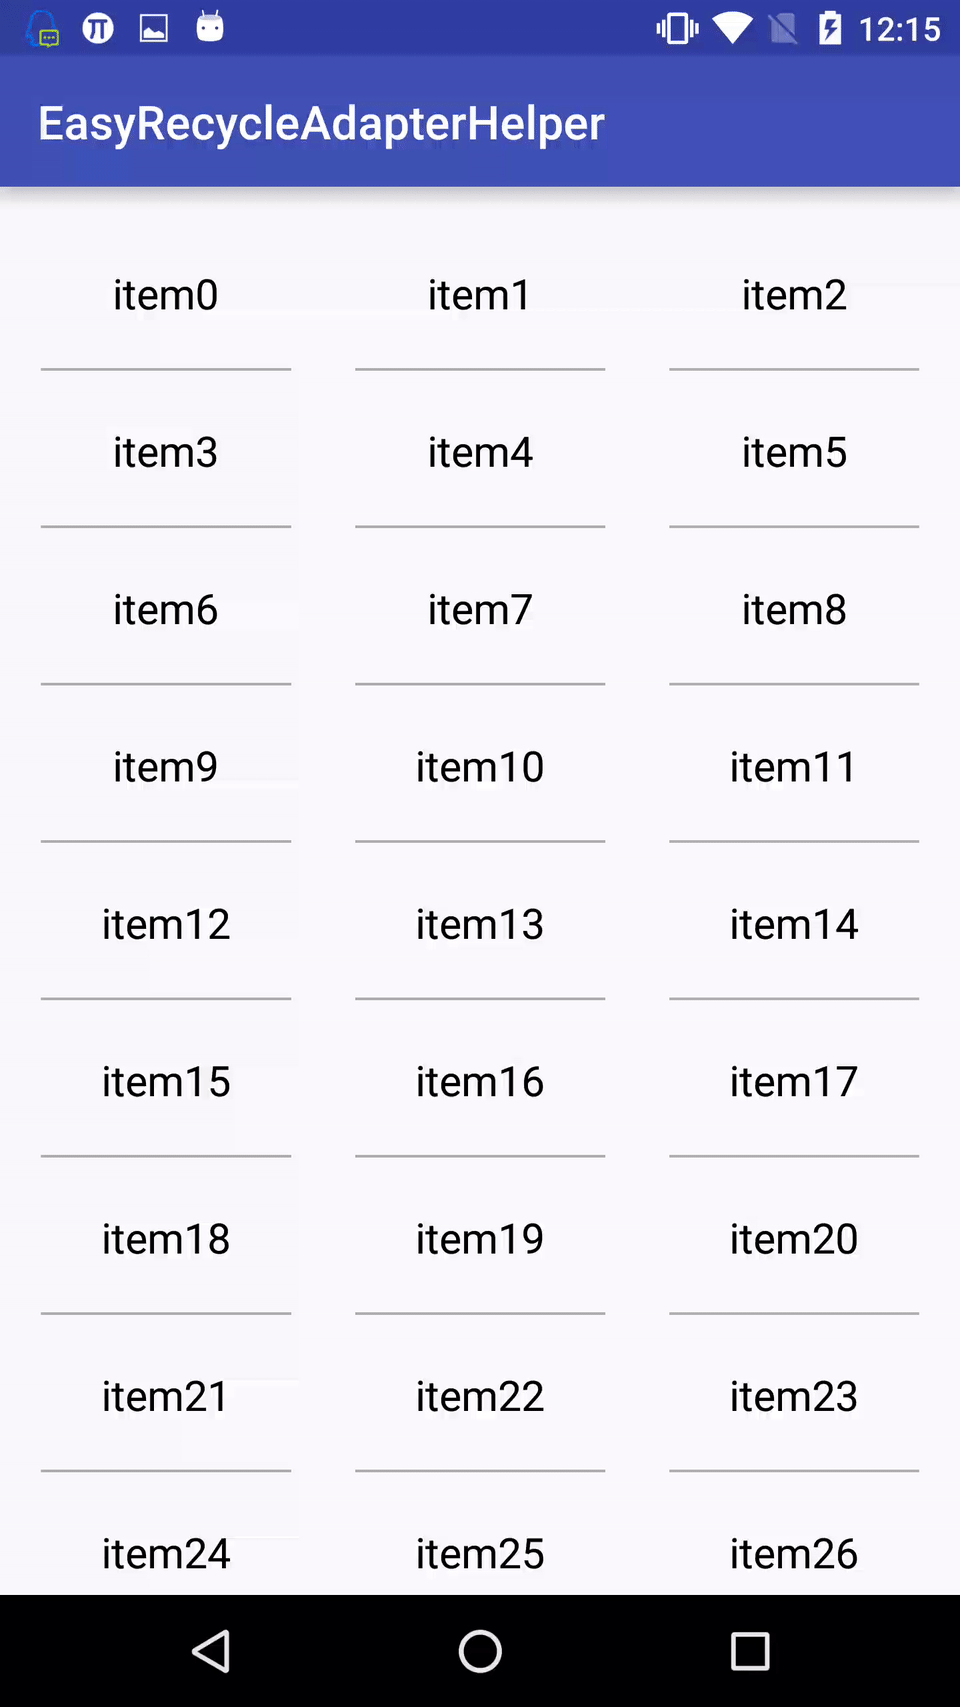 12:15
EasyRecycleAdapterHelper
item0 item1 item2
item3 item4 item5
item6 item7 item8
item9 item10 item11
item12 item13 item14
item15 item16 item17
item18 item19 item20
item21 item22 item23
item24 item25 item26